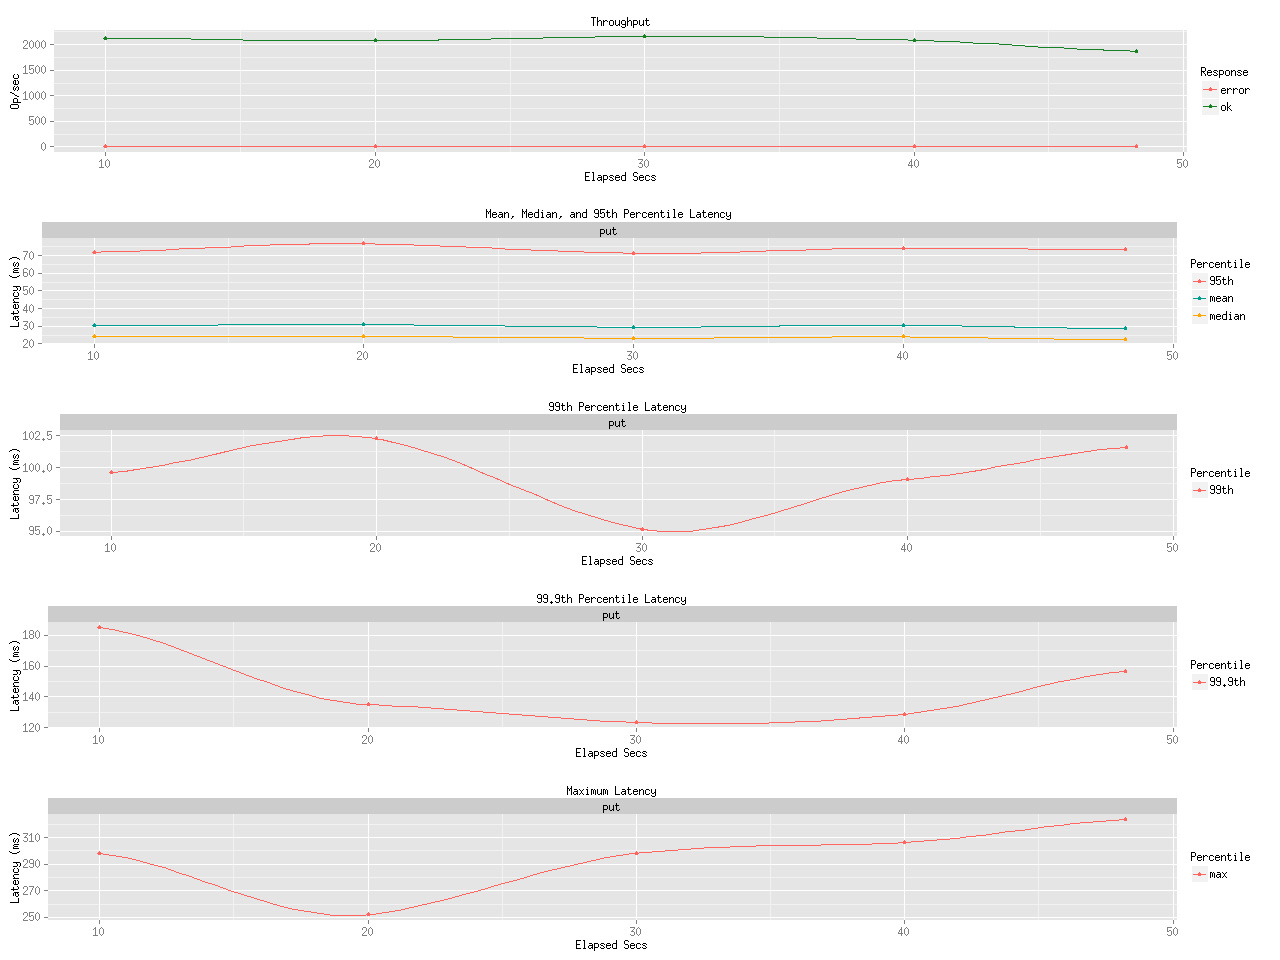 Throughput
2000
1500
1000
500
0
Op/sec
10 20 30 40 50
Elapsed Secs
Response
error
ok
Mean, Median, and 95th Percentile Latency
put
70
60
50
40
30
20
Latency (ms)
10 20 30 40 50
Elapsed Secs
Percentile
95th
mean
median
99th Percentile Latency
put
102.5
100.0
97.5
95.0
Latency (ms)
10 20 30 40 50
Elapsed Secs
Percentile
99th
99.9th Percentile Latency
put
180
160
140
120
Latency (ms)
10 20 30 40 50
Elapsed Secs
Percentile
99.9th
Maximum Latency
put
310
290
270
250
Latency (ms)
10 20 30 40 50
Elapsed Secs
Percentile
max